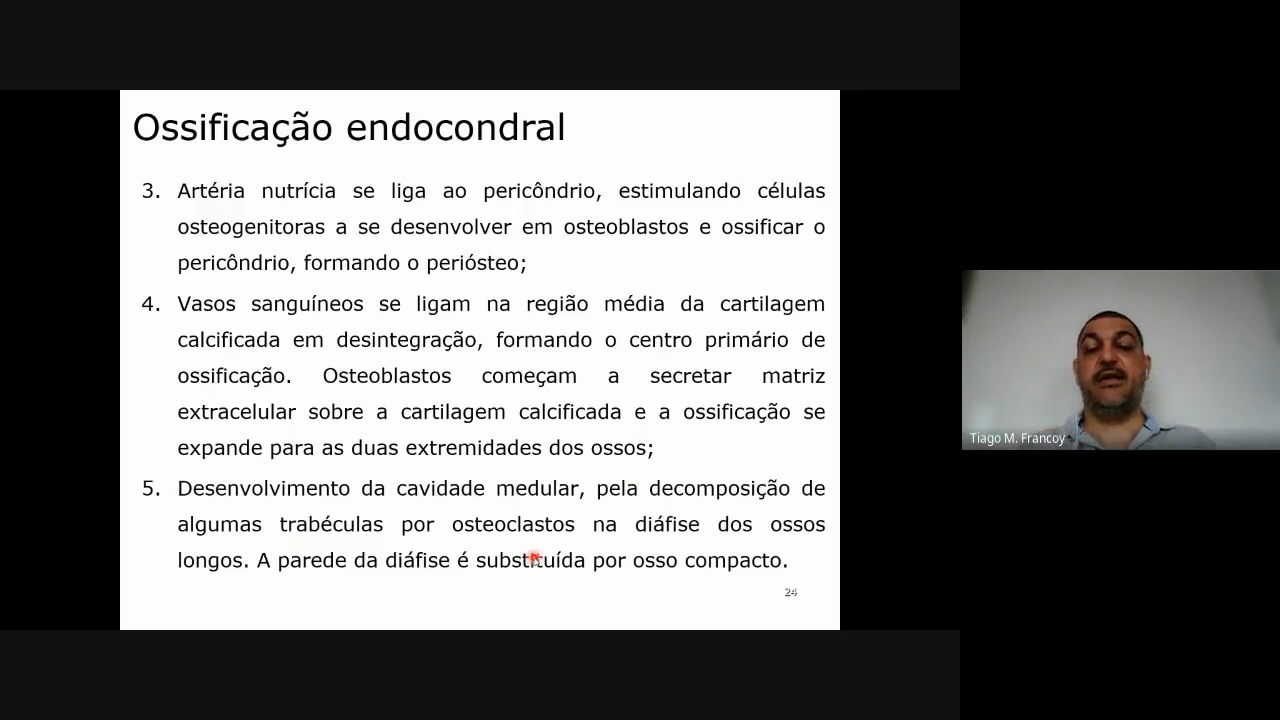 Ossificação endocondral
3. Artéria nutrícia se liga ao pericôndrio, estimulando células
osteogenitoras a se desenvolver em osteoblastos e ossificar o
pericôndrio, formando o periósteo;
4. Vasos sanguíneos se ligam na região média da cartilagem
calcificada em desintegração, formando o centro primário de
ossificação. Osteoblastos começam a secretar matriz
extracelular sobre a cartilagem calcificada e a ossificação se
expande para as duas extremidades dos ossos;
5. Desenvolvimento da cavidade medular, pela decomposição de
algumas trabéculas por osteoclastos na diáfise dos ossos
longos. A parede da diáfise é substituída por osso compacto.
24
Tiago M. Francoy